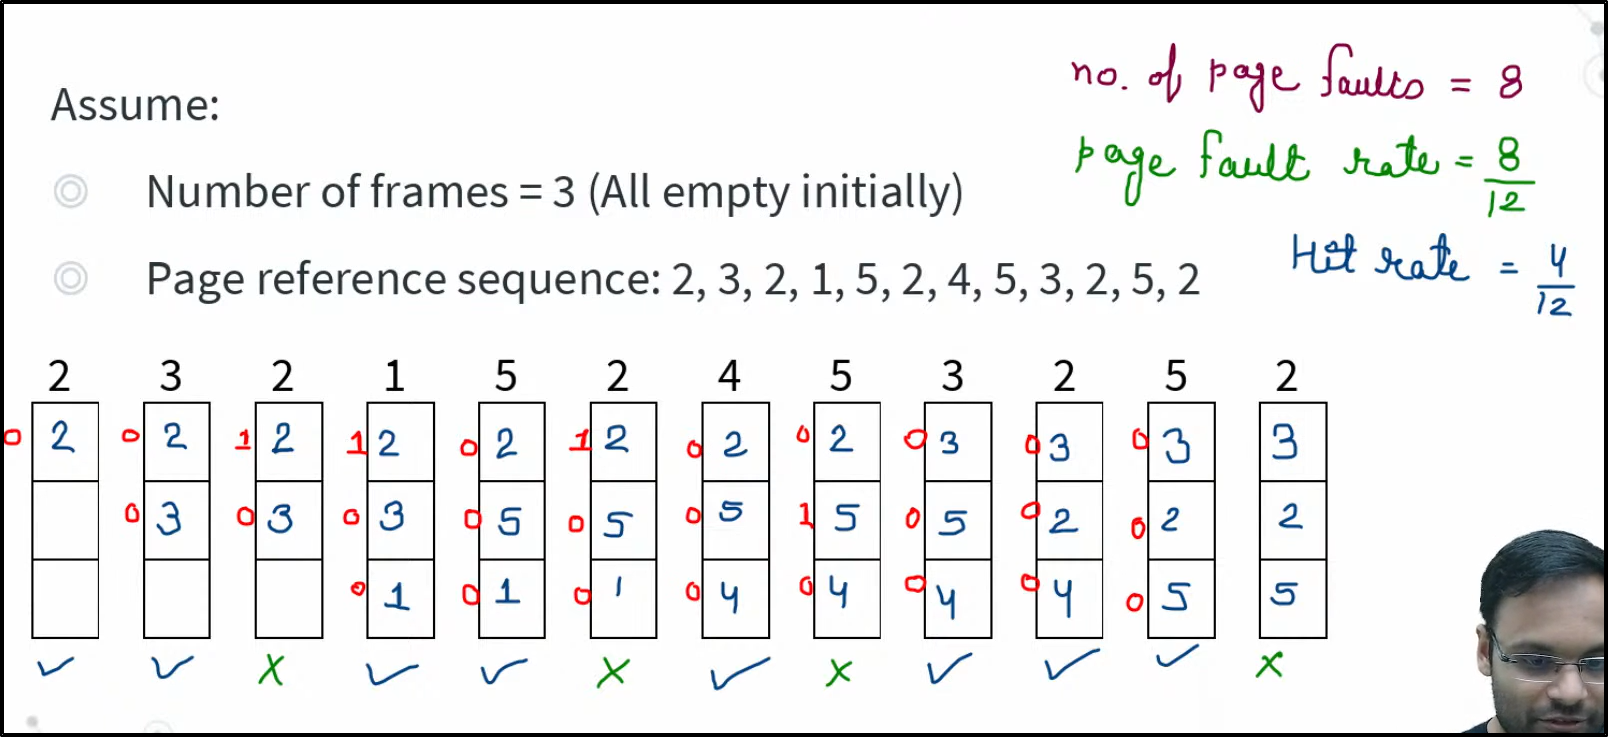 no. of page faults = 8
Assume:
page fault rate = 8/12
Number of frames = 3 (All empty initially)
Hit rate = 4/12
Page reference sequence: 2, 3, 2, 1, 5, 2, 4, 5, 3, 2, 5, 2
2 3 2 1 5 2 4 5 3 2 5 2
0 2 0 2 1 2 1 2 0 2 1 2 0 2 0 2 0 3 0 3 0 3 3
0 3 0 3 0 3 0 5 0 5 0 5 1 5 0 5 0 2 0 2 2
0 1 0 1 0 1 0 4 0 4 0 4 0 4 0 5 5
✓ ✓ X ✓ ✓ X ✓ X ✓ ✓ ✓ X